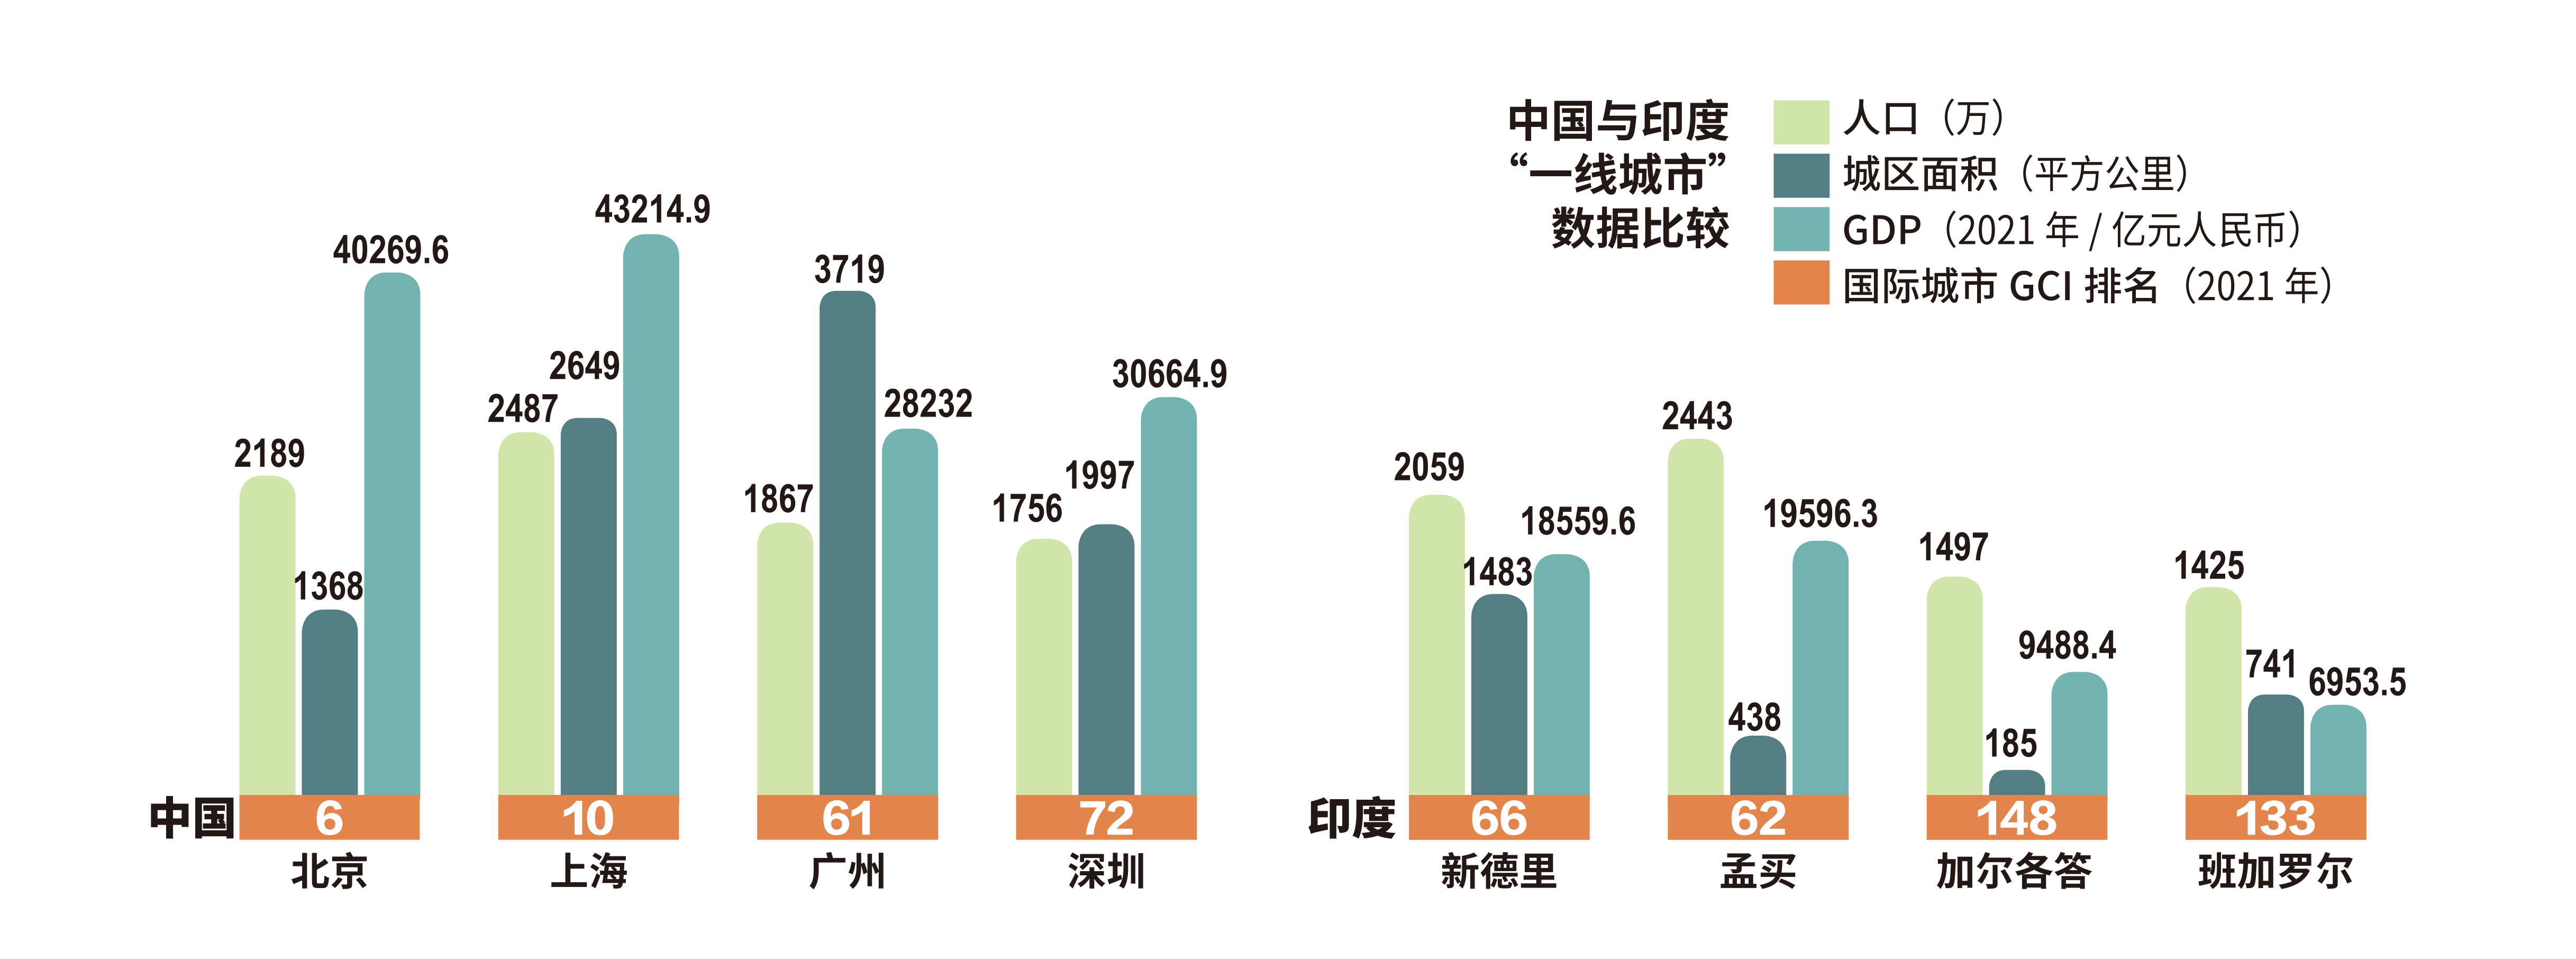 中国与印度
“一线城市”
数据比较
人口（万）
城区面积（平方公里）
GDP（2021 年 / 亿元人民币）
国际城市 GCI 排名（2021 年）
中国
2189
1368
40269.6
6
北京
2487
2649
43214.9
10
上海
1867
3719
28232
61
广州
1756
1997
30664.9
72
深圳
印度
2059
1483
18559.6
66
新德里
2443
438
19596.3
62
孟买
1497
185
9488.4
148
加尔各答
1425
741
6953.5
133
班加罗尔